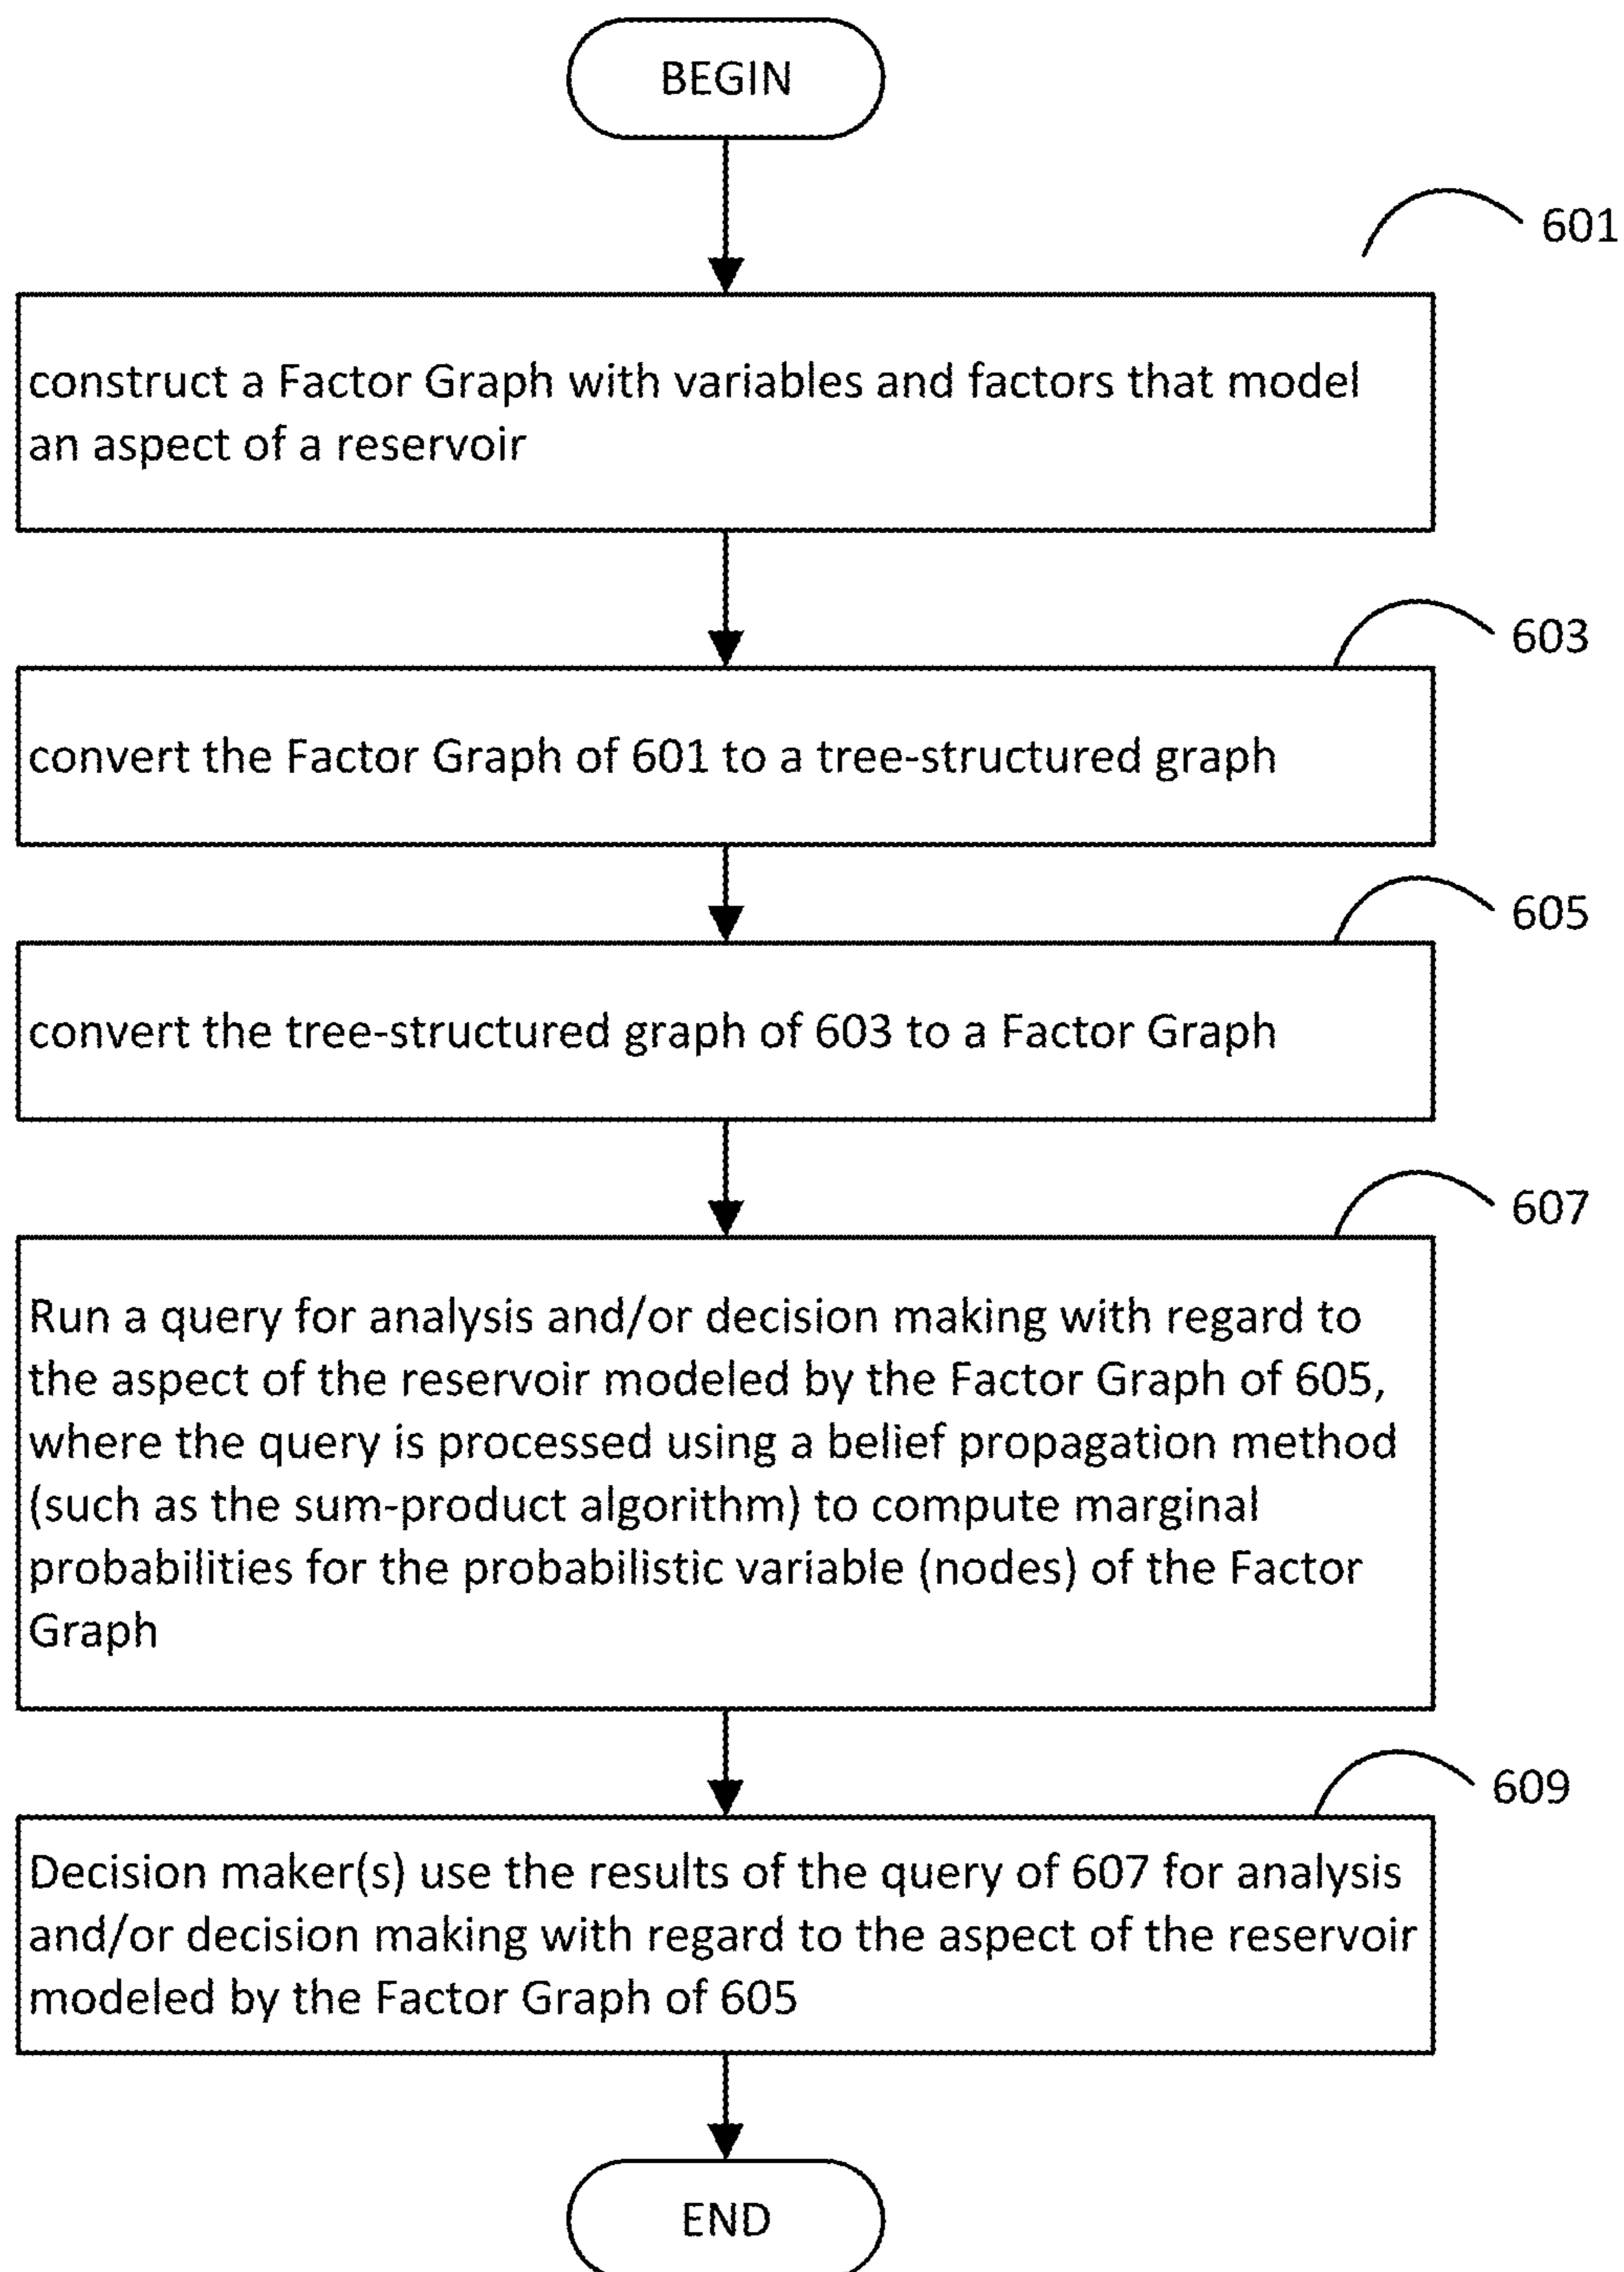 BEGIN
601
construct a Factor Graph with variables and factors that model
an aspect of a reservoir
603
convert the Factor Graph of 601 to a tree-structured graph
605
convert the tree-structured graph of 603 to a Factor Graph
607
Run a query for analysis and/or decision making with regard to
the aspect of the reservoir modeled by the Factor Graph of 605,
where the query is processed using a belief propagation method
(such as the sum-product algorithm) to compute marginal
probabilities for the probabilistic variable (nodes) of the Factor
Graph
609
Decision maker(s) use the results of the query of 607 for analysis
and/or decision making with regard to the aspect of the reservoir
modeled by the Factor Graph of 605
END